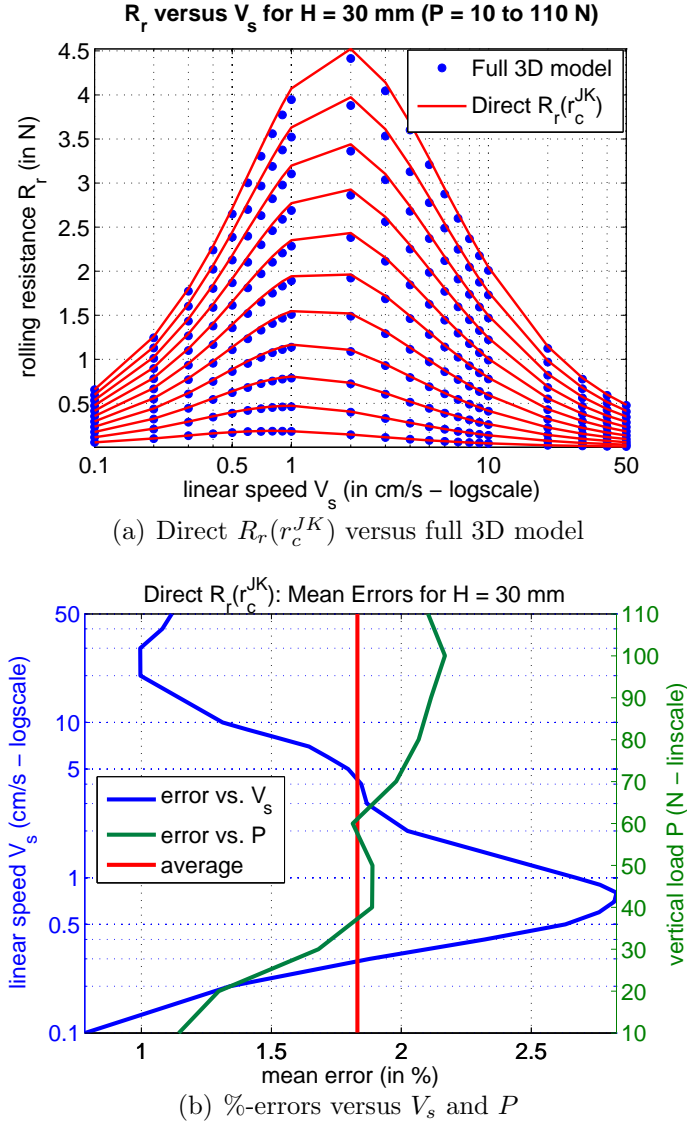 R_r versus V_s for H = 30 mm (P = 10 to 110 N)
4.5
4
3.5
3
2.5
2
1.5
1
0.5
rolling resistance R_r (in N)
Full 3D model
Direct R_r(r_c^JK)
0.1 0.5 1 10 50
linear speed V_s (in cm/s − logscale)
(a) Direct R_r(r_c^{JK}) versus full 3D model
Direct R_r(r_c^JK): Mean Errors for H = 30 mm
50
10
5
1
0.5
0.1
linear speed V_s (cm/s − logscale)
error vs. V_s
error vs. P
average
110
100
90
80
70
60
50
40
30
20
10
vertical load P (N − linscale)
1 1.5 2 2.5
mean error (in %)
(b) %-errors versus V_s and P